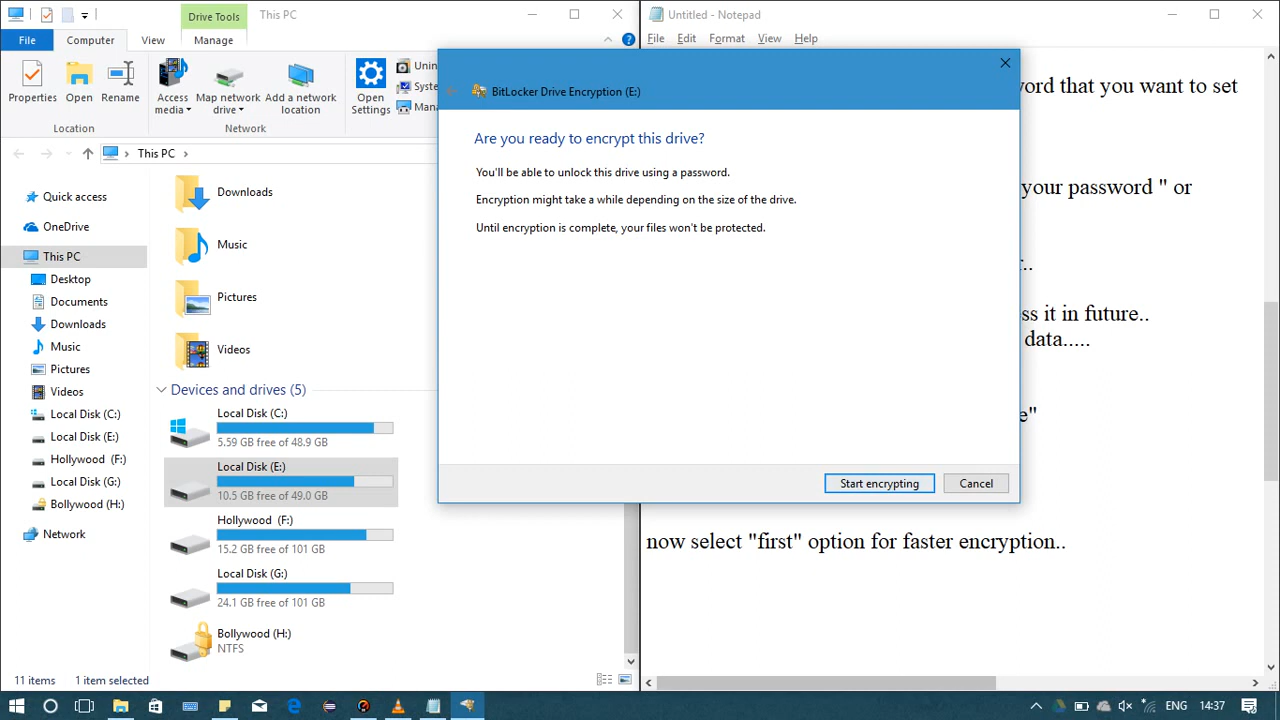 Drive Tools
This PC
File
Computer
View
Manage
Properties
Open
Rename
Access media
Map network drive
Add a network location
Open Settings
Location
Network
This PC
Quick access
OneDrive
This PC
Desktop
Documents
Downloads
Music
Pictures
Videos
Local Disk (C:)
Local Disk (E:)
Hollywood (F:)
Local Disk (G:)
Bollywood (H:)
Network
Downloads
Music
Pictures
Videos
Devices and drives (5)
Local Disk (C:)
5.59 GB free of 48.9 GB
Local Disk (E:)
10.5 GB free of 49.0 GB
Hollywood (F:)
15.2 GB free of 101 GB
Local Disk (G:)
24.1 GB free of 101 GB
Bollywood (H:)
NTFS
11 items
1 item selected
BitLocker Drive Encryption (E:)
Are you ready to encrypt this drive?
You'll be able to unlock this drive using a password.
Encryption might take a while depending on the size of the drive.
Until encryption is complete, your files won't be protected.
Start encrypting
Cancel
Untitled - Notepad
File
Edit
Format
View
Help
that you want to set
your password " or
it in future..
data.....
now select "first" option for faster encryption..
ENG
14:37